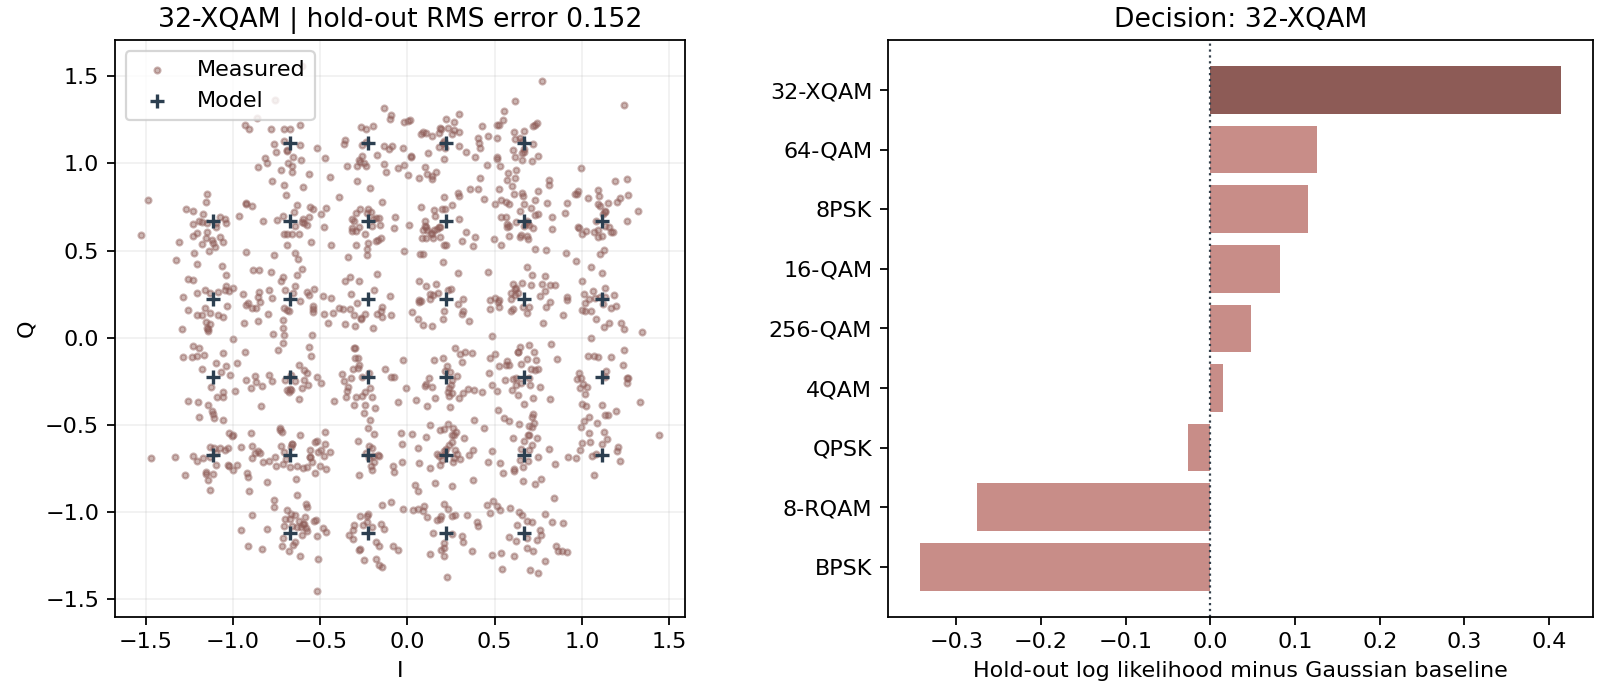 32-XQAM | hold-out RMS error 0.152
Measured
Model
1.5
1.0
0.5
0.0
−0.5
−1.0
−1.5
Q
−1.5 −1.0 −0.5 0.0 0.5 1.0 1.5
I
Decision: 32-XQAM
32-XQAM
64-QAM
8PSK
16-QAM
256-QAM
4QAM
QPSK
8-RQAM
BPSK
−0.3 −0.2 −0.1 0.0 0.1 0.2 0.3 0.4
Hold-out log likelihood minus Gaussian baseline